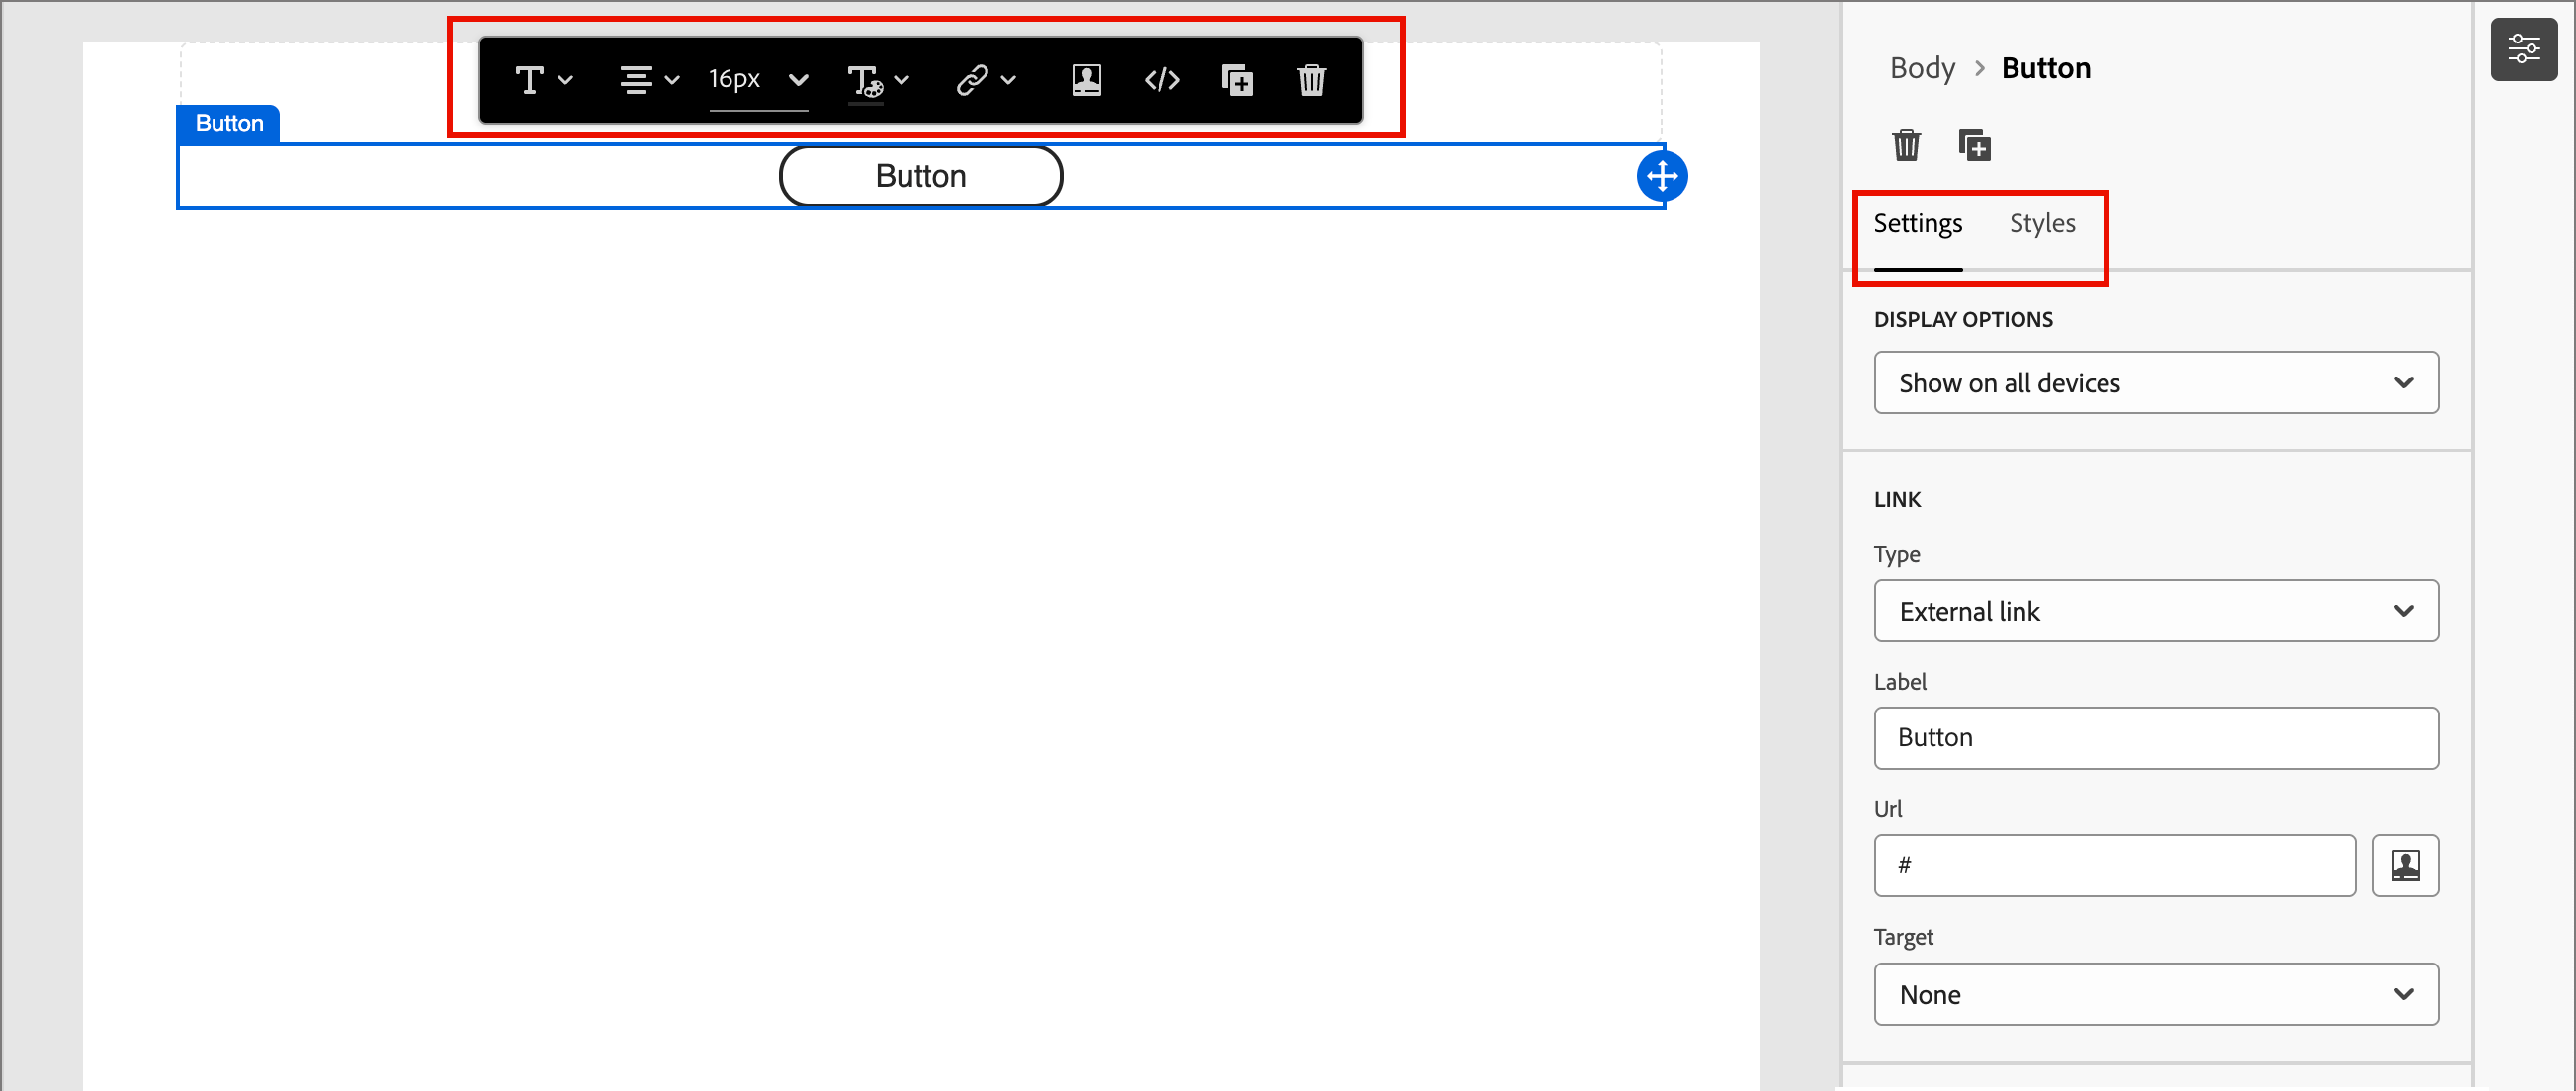 16px
Button
Button
Body > Button
Settings Styles
DISPLAY OPTIONS
Show on all devices
LINK
Type
External link
Label
Button
Url
#
Target
None